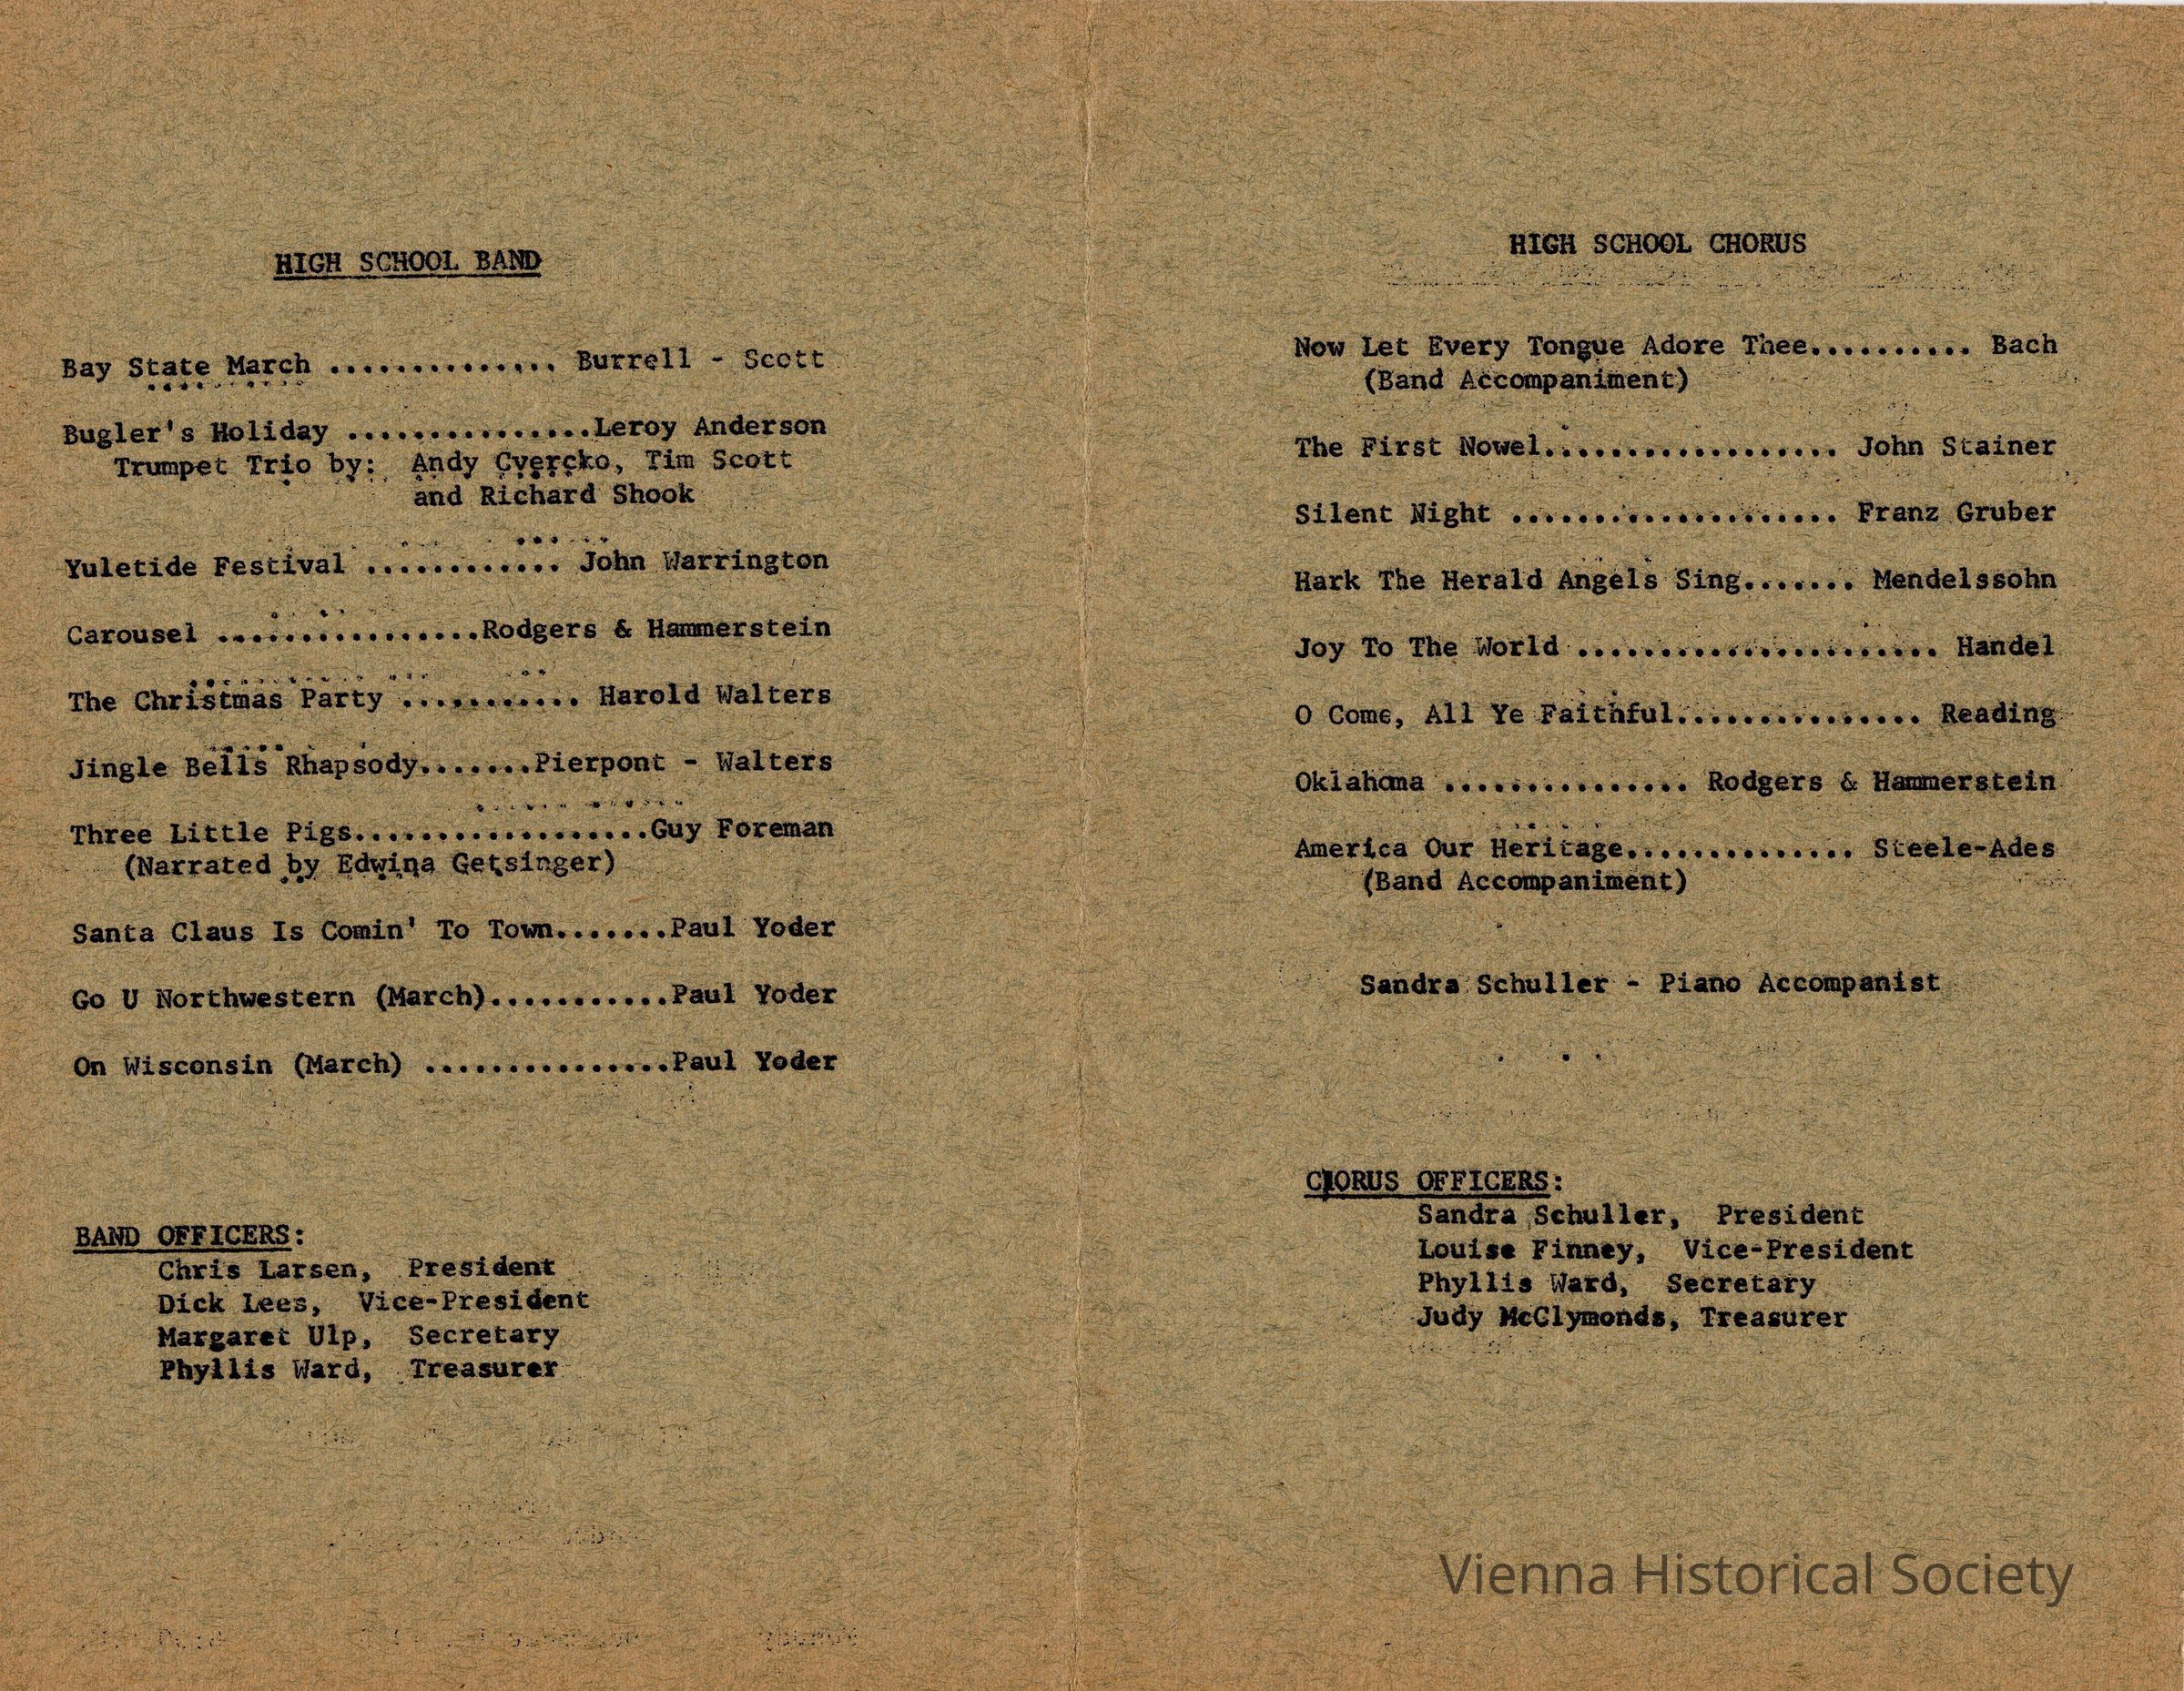 HIGH SCHOOL BAND
Bay State March .............. Burrell - Scott
Bugler's Holiday ...............Leroy Anderson
Trumpet Trio by: Andy Cvercko, Tim Scott
and Richard Shook
Yuletide Festival ............ John Warrington
Carousel ................Rodgers & Hammerstein
The Christmas Party ........... Harold Walters
Jingle Bells Rhapsody.......Pierpont - Walters
Three Little Pigs..................Guy Foreman
(Narrated by Edwina Getsinger)
Santa Claus Is Comin' To Town.......Paul Yoder
Go U Northwestern (March)...........Paul Yoder
On Wisconsin (March) ...............Paul Yoder
BAND OFFICERS:
Chris Larsen, President
Dick Lees, Vice-President
Margaret Ulp, Secretary
Phyllis Ward, Treasurer
HIGH SCHOOL CHORUS
Now Let Every Tongue Adore Thee.......... Bach
(Band Accompaniment)
The First Nowel.................. John Stainer
Silent Night .................... Franz Gruber
Hark The Herald Angels Sing....... Mendelssohn
Joy To The World ...................... Handel
O Come, All Ye Faithful............... Reading
Oklahoma ............... Rodgers & Hammerstein
America Our Heritage.............. Steele-Ades
(Band Accompaniment)
Sandra Schuller - Piano Accompanist
CHORUS OFFICERS:
Sandra Schuller, President
Louise Finney, Vice-President
Phyllis Ward, Secretary
Judy McClymonds, Treasurer
Vienna Historical Society